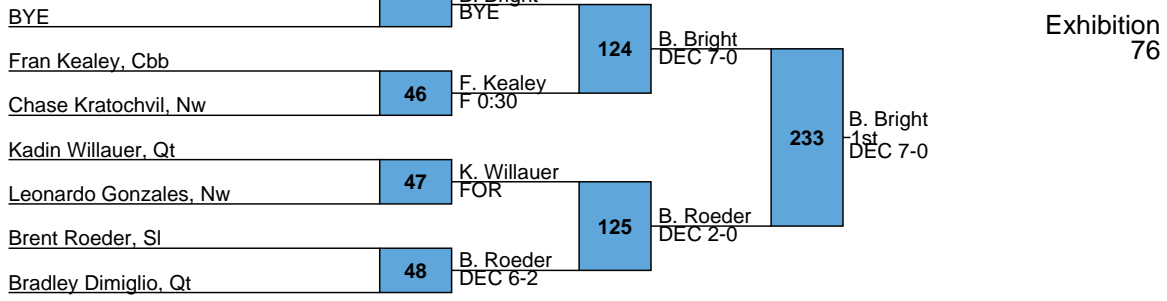 BYE
B. Bright
BYE
Exhibition
76
Fran Kealey, Cbb
Chase Kratochvil, Nw
46
F. Kealey
F 0:30
124
B. Bright
DEC 7-0
Kadin Willauer, Qt
Leonardo Gonzales, Nw
47
K. Willauer
FOR
233
B. Bright
1st
DEC 7-0
Brent Roeder, Sl
Bradley Dimiglio, Qt
48
B. Roeder
DEC 6-2
125
B. Roeder
DEC 2-0